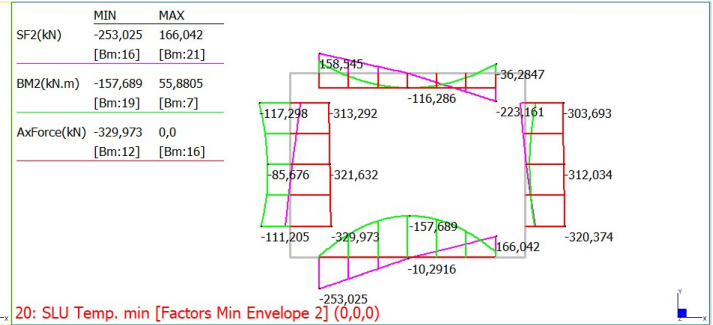 MIN MAX
SF2(kN) -253,025 166,042
[Bm:16] [Bm:21]
BM2(kN.m) -157,689 55,8805
[Bm:19] [Bm:7]
AxForce(kN) -329,973 0,0
[Bm:12] [Bm:16]
158,545
-36,2847
-116,286
-223,161
-117,298
-313,292
-303,693
-85,676
-321,632
-312,034
-111,205
-329,973
-157,689
-320,374
166,042
-10,2916
-253,025
20: SLU Temp. min [Factors Min Envelope 2] (0,0,0)
Y
Z
X
x